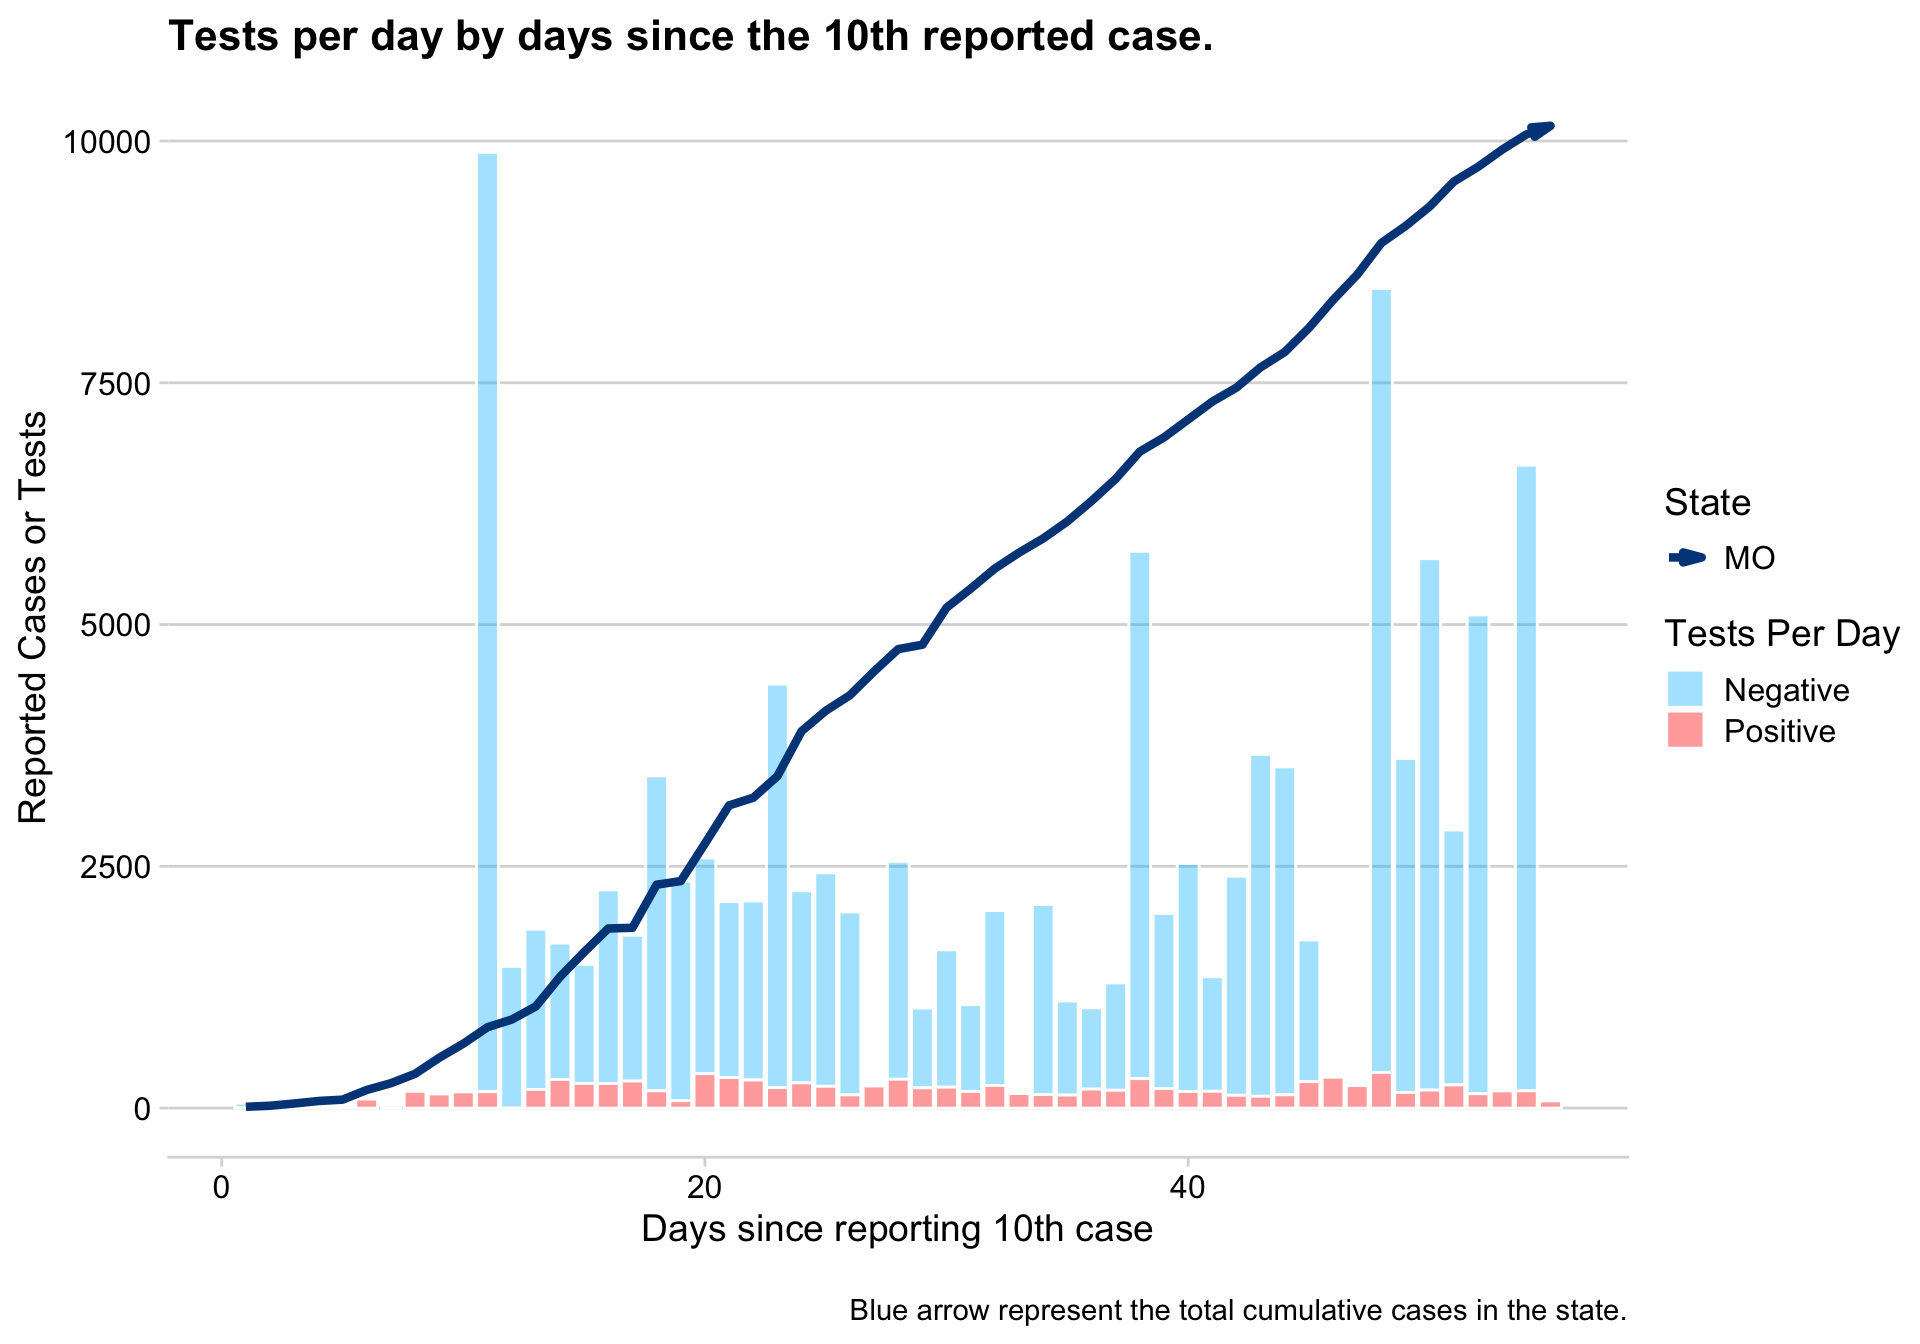 Tests per day by days since the 10th reported case.
10000
7500
5000
2500
0
Reported Cases or Tests
0
20
40
Days since reporting 10th case
State
MO
Tests Per Day
Negative
Positive
Blue arrow represent the total cumulative cases in the state.